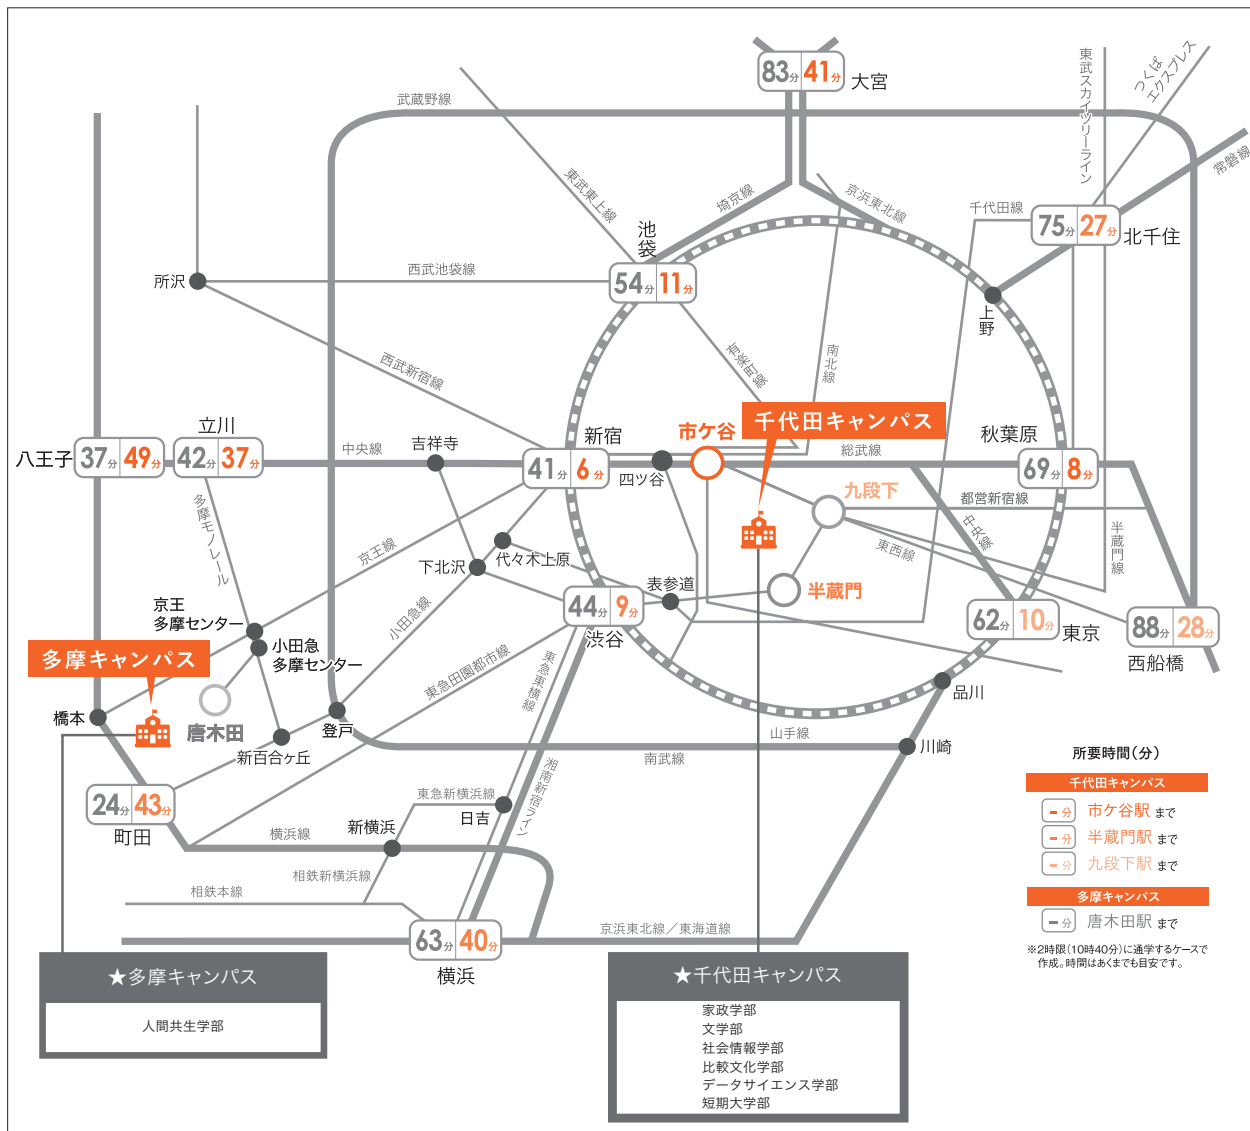 83分 41分
大宮
武蔵野線
東武スカイツリーライン
つくば
エクスプレス
常磐線
東武東上線
埼京線
京浜東北線
千代田線
75分 27分
北千住
池袋
54分 11分
西武池袋線
所沢
上野
西武新宿線
有楽町線
南北線
千代田キャンパス
立川
八王子
37分 49分
42分 37分
中央線
吉祥寺
新宿
41分 6分
四ツ谷
市ケ谷
総武線
秋葉原
69分 8分
九段下
都営新宿線
中央線
半蔵門線
東西線
多摩モノレール
京王線
下北沢
代々木上原
表参道
半蔵門
44分 9分
渋谷
62分 10分
東京
88分 28分
西船橋
京王
多摩センター
小田急
多摩センター
小田急線
多摩キャンパス
橋本
唐木田
東急田園都市線
東急東横線
登戸
新百合ヶ丘
品川
山手線
南武線
川崎
湘南新宿ライン
24分 43分
町田
東急新横浜線
日吉
新横浜
横浜線
相鉄新横浜線
相鉄本線
63分 40分
横浜
京浜東北線／東海道線
所要時間（分）
千代田キャンパス
-分 市ケ谷駅 まで
-分 半蔵門駅 まで
-分 九段下駅 まで
多摩キャンパス
-分 唐木田駅 まで
※2時限（10時40分）に通学するケースで
作成。時間はあくまでも目安です。
★多摩キャンパス
人間共生学部
★千代田キャンパス
家政学部
文学部
社会情報学部
比較文化学部
データサイエンス学部
短期大学部